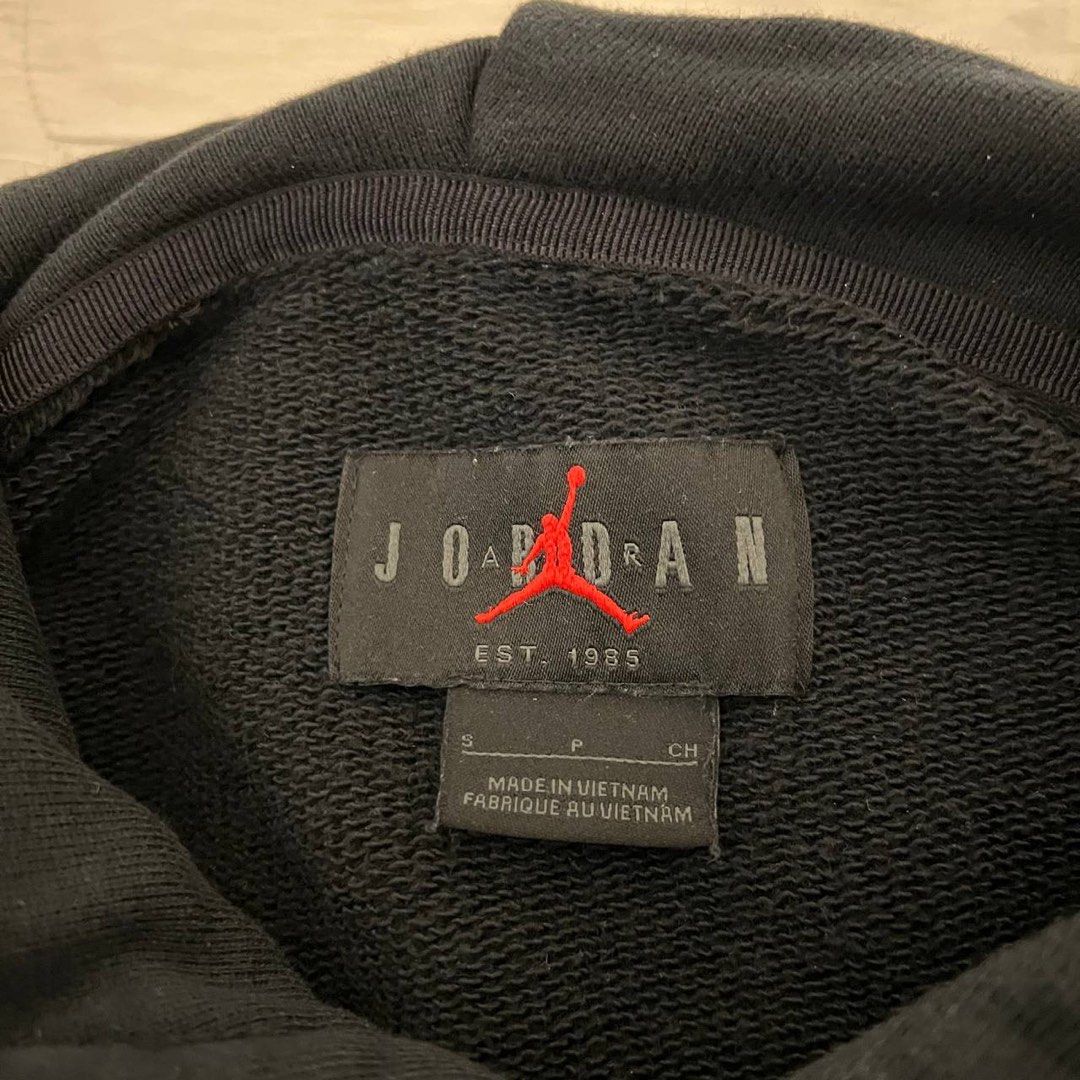 JORDAN
AIR
EST. 1985
S P CH
MADE IN VIETNAM
FABRIQUE AU VIETNAM